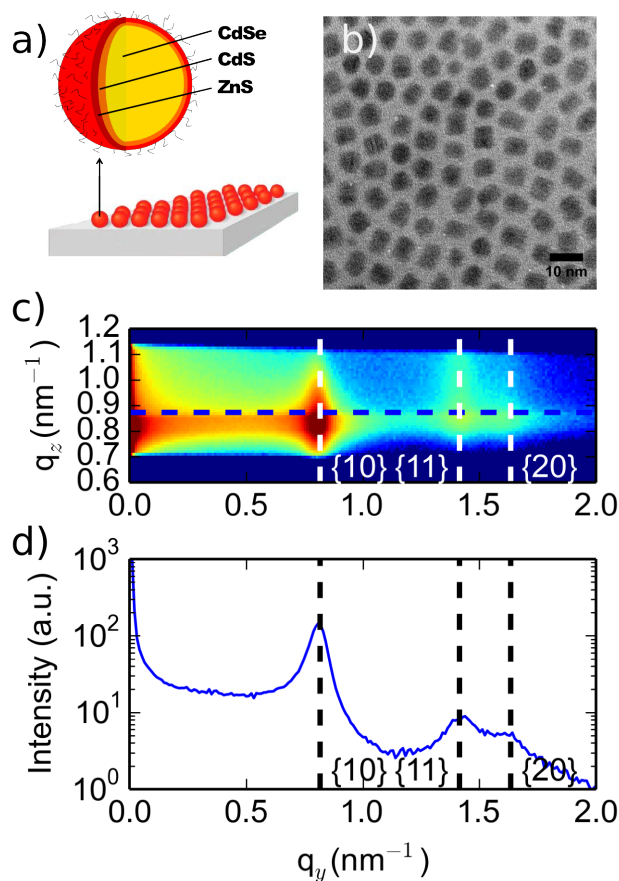 a)
CdSe
CdS
ZnS
b)
10 nm
c)
1.2
1.1
1.0
0.9
0.8
0.7
0.6
q_z (nm⁻¹)
{10} {11} {20}
0.0 0.5 1.0 1.5 2.0
d)
10³
10²
10¹
10⁰
Intensity (a.u.)
{10} {11} {20}
0.0 0.5 1.0 1.5 2.0
q_y (nm⁻¹)